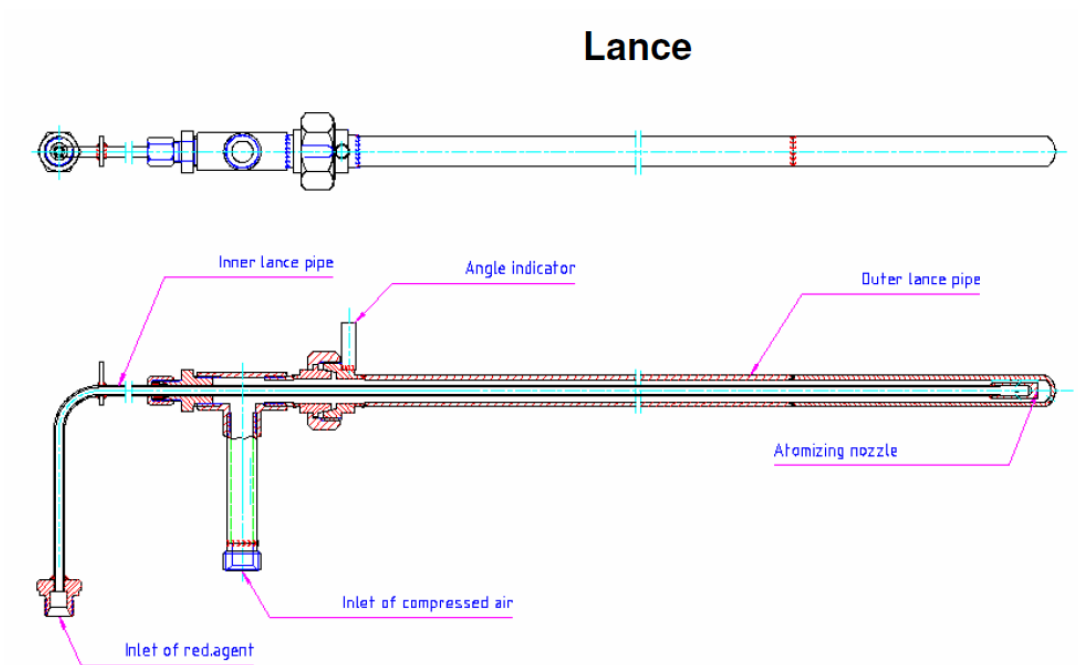 Lance
Inner lance pipe
Angle indicator
Outer lance pipe
Atomizing nozzle
Inlet of compressed air
Inlet of red.agent